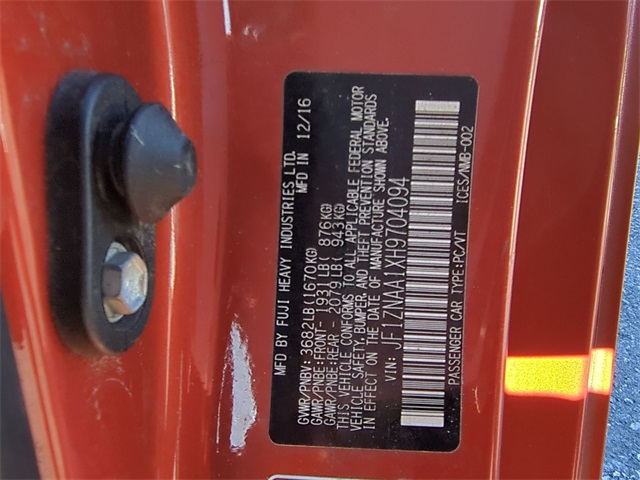 MFD BY FUJI HEAVY INDUSTRIES LTD.
MFD IN 12/16
GVWR/PNBV-3682LB(1670KG)
GAWR/PNBE:FRONT- 1931LB( 876KG)
GAWR/PNBE:REAR - 2079LB( 943KG)
THIS VEHICLE CONFORMS TO ALL APPLICABLE FEDERAL MOTOR
VEHICLE SAFETY,BUMPER,AND THEFT PREVENTION STANDARDS
IN EFFECT ON THE DATE OF MANUFACTURE SHOWN ABOVE.
VIN: JF1ZNAA1XH9704094
PASSENGER CAR TYPE:PC/VT ICES/NMB-002